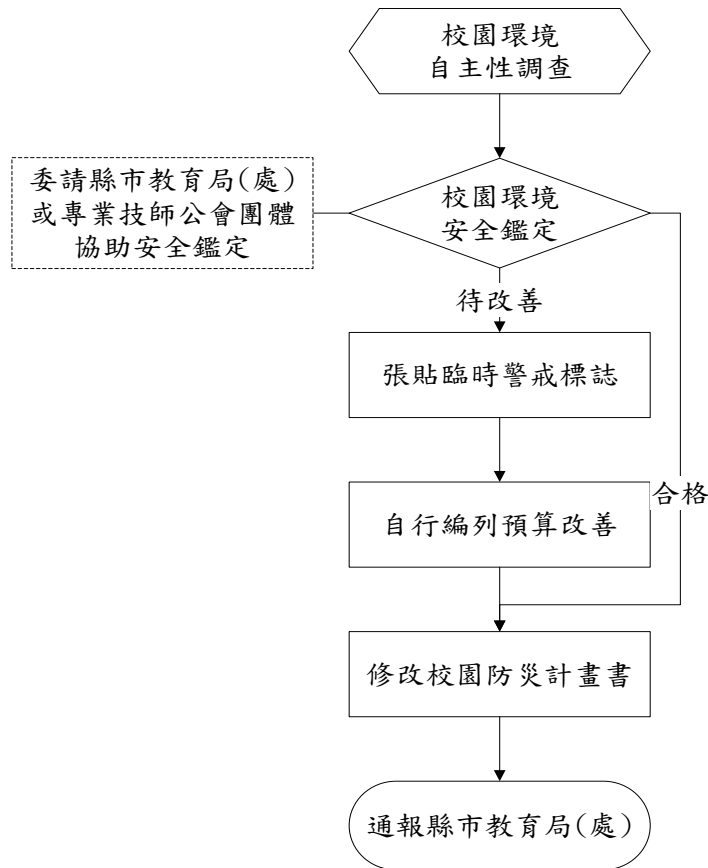 校園環境
自主性調查
委請縣市教育局(處)
或專業技師公會團體
協助安全鑑定
校園環境
安全鑑定
待改善
張貼臨時警戒標誌
自行編列預算改善
合格
修改校園防災計畫書
通報縣市教育局(處)